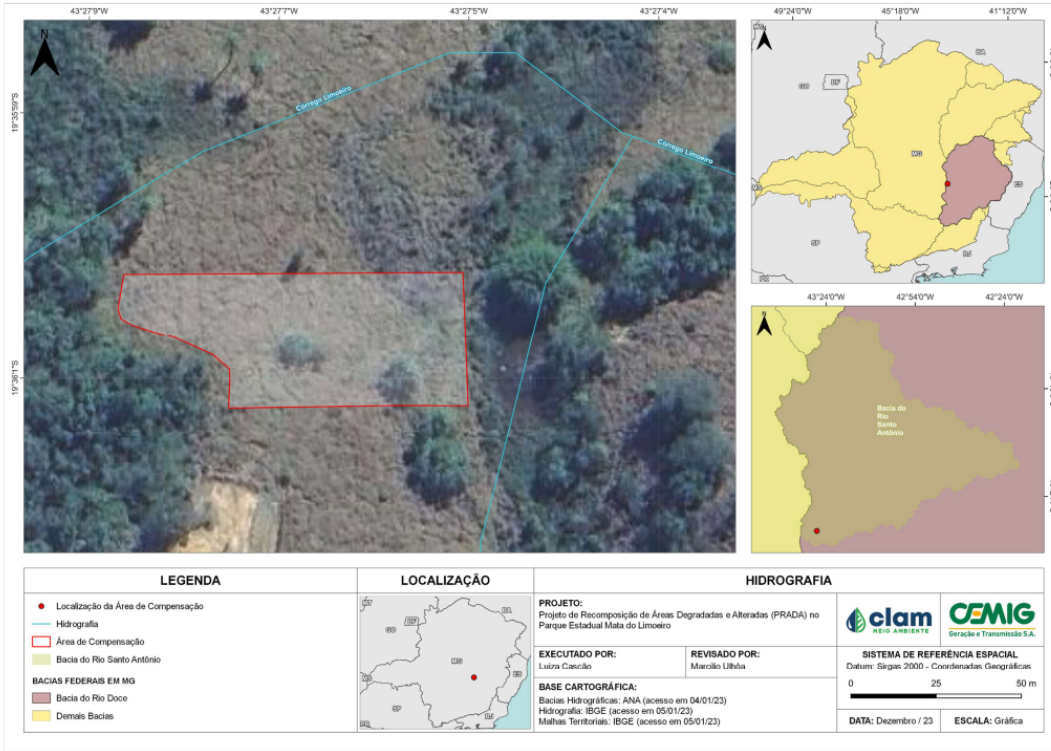 43°27'9"W 43°27'7"W 43°27'5"W 43°27'4"W
N
19°35'59"S
19°36'1"S
Córrego Limoeiro
Córrego Limoeiro
49°24'0"W 45°18'0"W 41°12'0"W
N
BA
GO
DF
MG
ES
SP
RJ
43°24'0"W 42°54'0"W 42°24'0"W
N
Bacia do
Rio
Santo
Antônio
LEGENDA
Localização da Área de Compensação
Hidrografia
Área de Compensação
Bacia do Rio Santo Antônio
BACIAS FEDERAIS EM MG
Bacia do Rio Doce
Demais Bacias
LOCALIZAÇÃO
MT
BA
GO
DF
MG
ES
SP
RJ
PR
HIDROGRAFIA
PROJETO:
Projeto de Recomposição de Áreas Degradadas e Alteradas (PRADA) no
Parque Estadual Mata do Limoeiro
EXECUTADO POR:
Luiza Cascão
REVISADO POR:
Marcilio Ulhôa
BASE CARTOGRÁFICA:
Bacias Hidrográficas: ANA (acesso em 04/01/23)
Hidrografia: IBGE (acesso em 05/01/23)
Malhas Territoriais: IBGE (acesso em 05/01/23)
clam
MEIO AMBIENTE
CEMIG
Geração e Transmissão S.A.
SISTEMA DE REFERÊNCIA ESPACIAL
Datum: Sirgas 2000 - Coordenadas Geográficas
0 25 50 m
DATA: Dezembro / 23
ESCALA: Gráfica